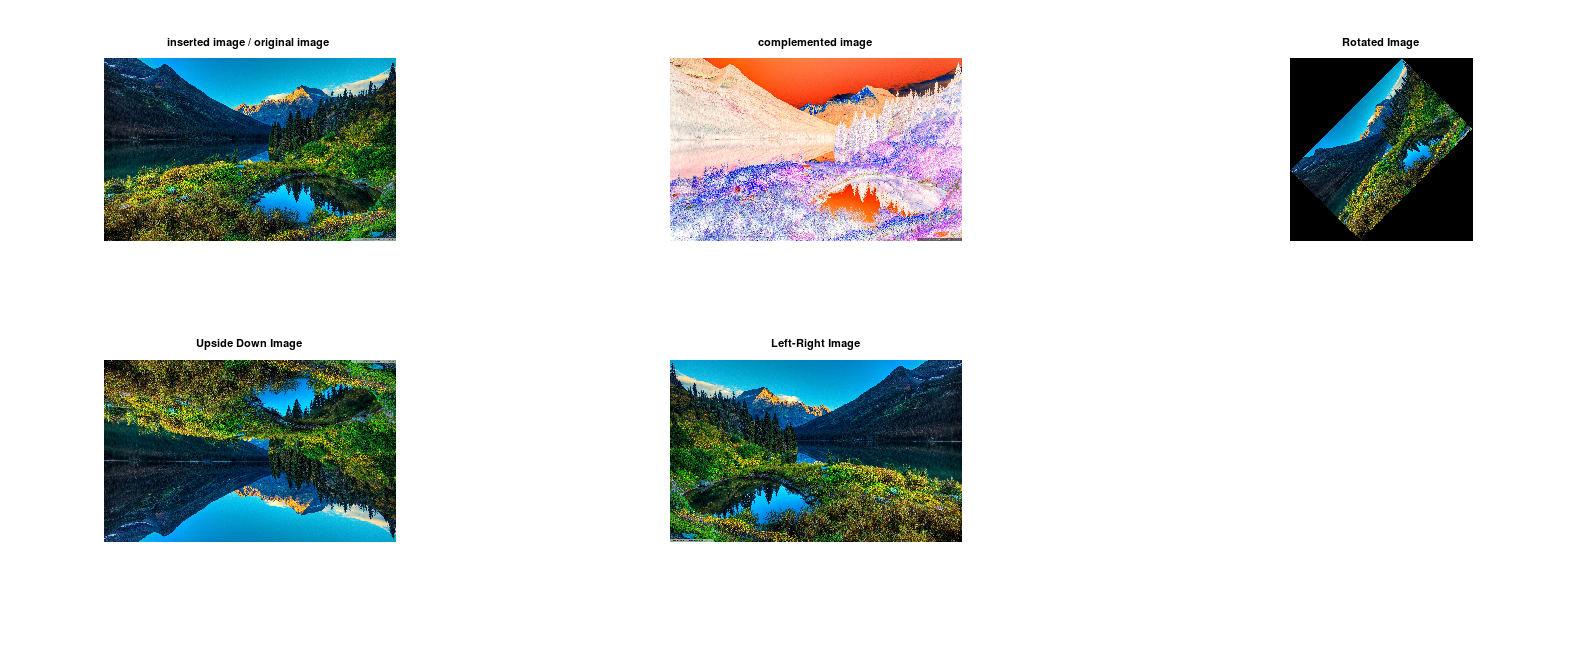 inserted image / original image
complemented image
Rotated Image
Upside Down Image
Left-Right Image